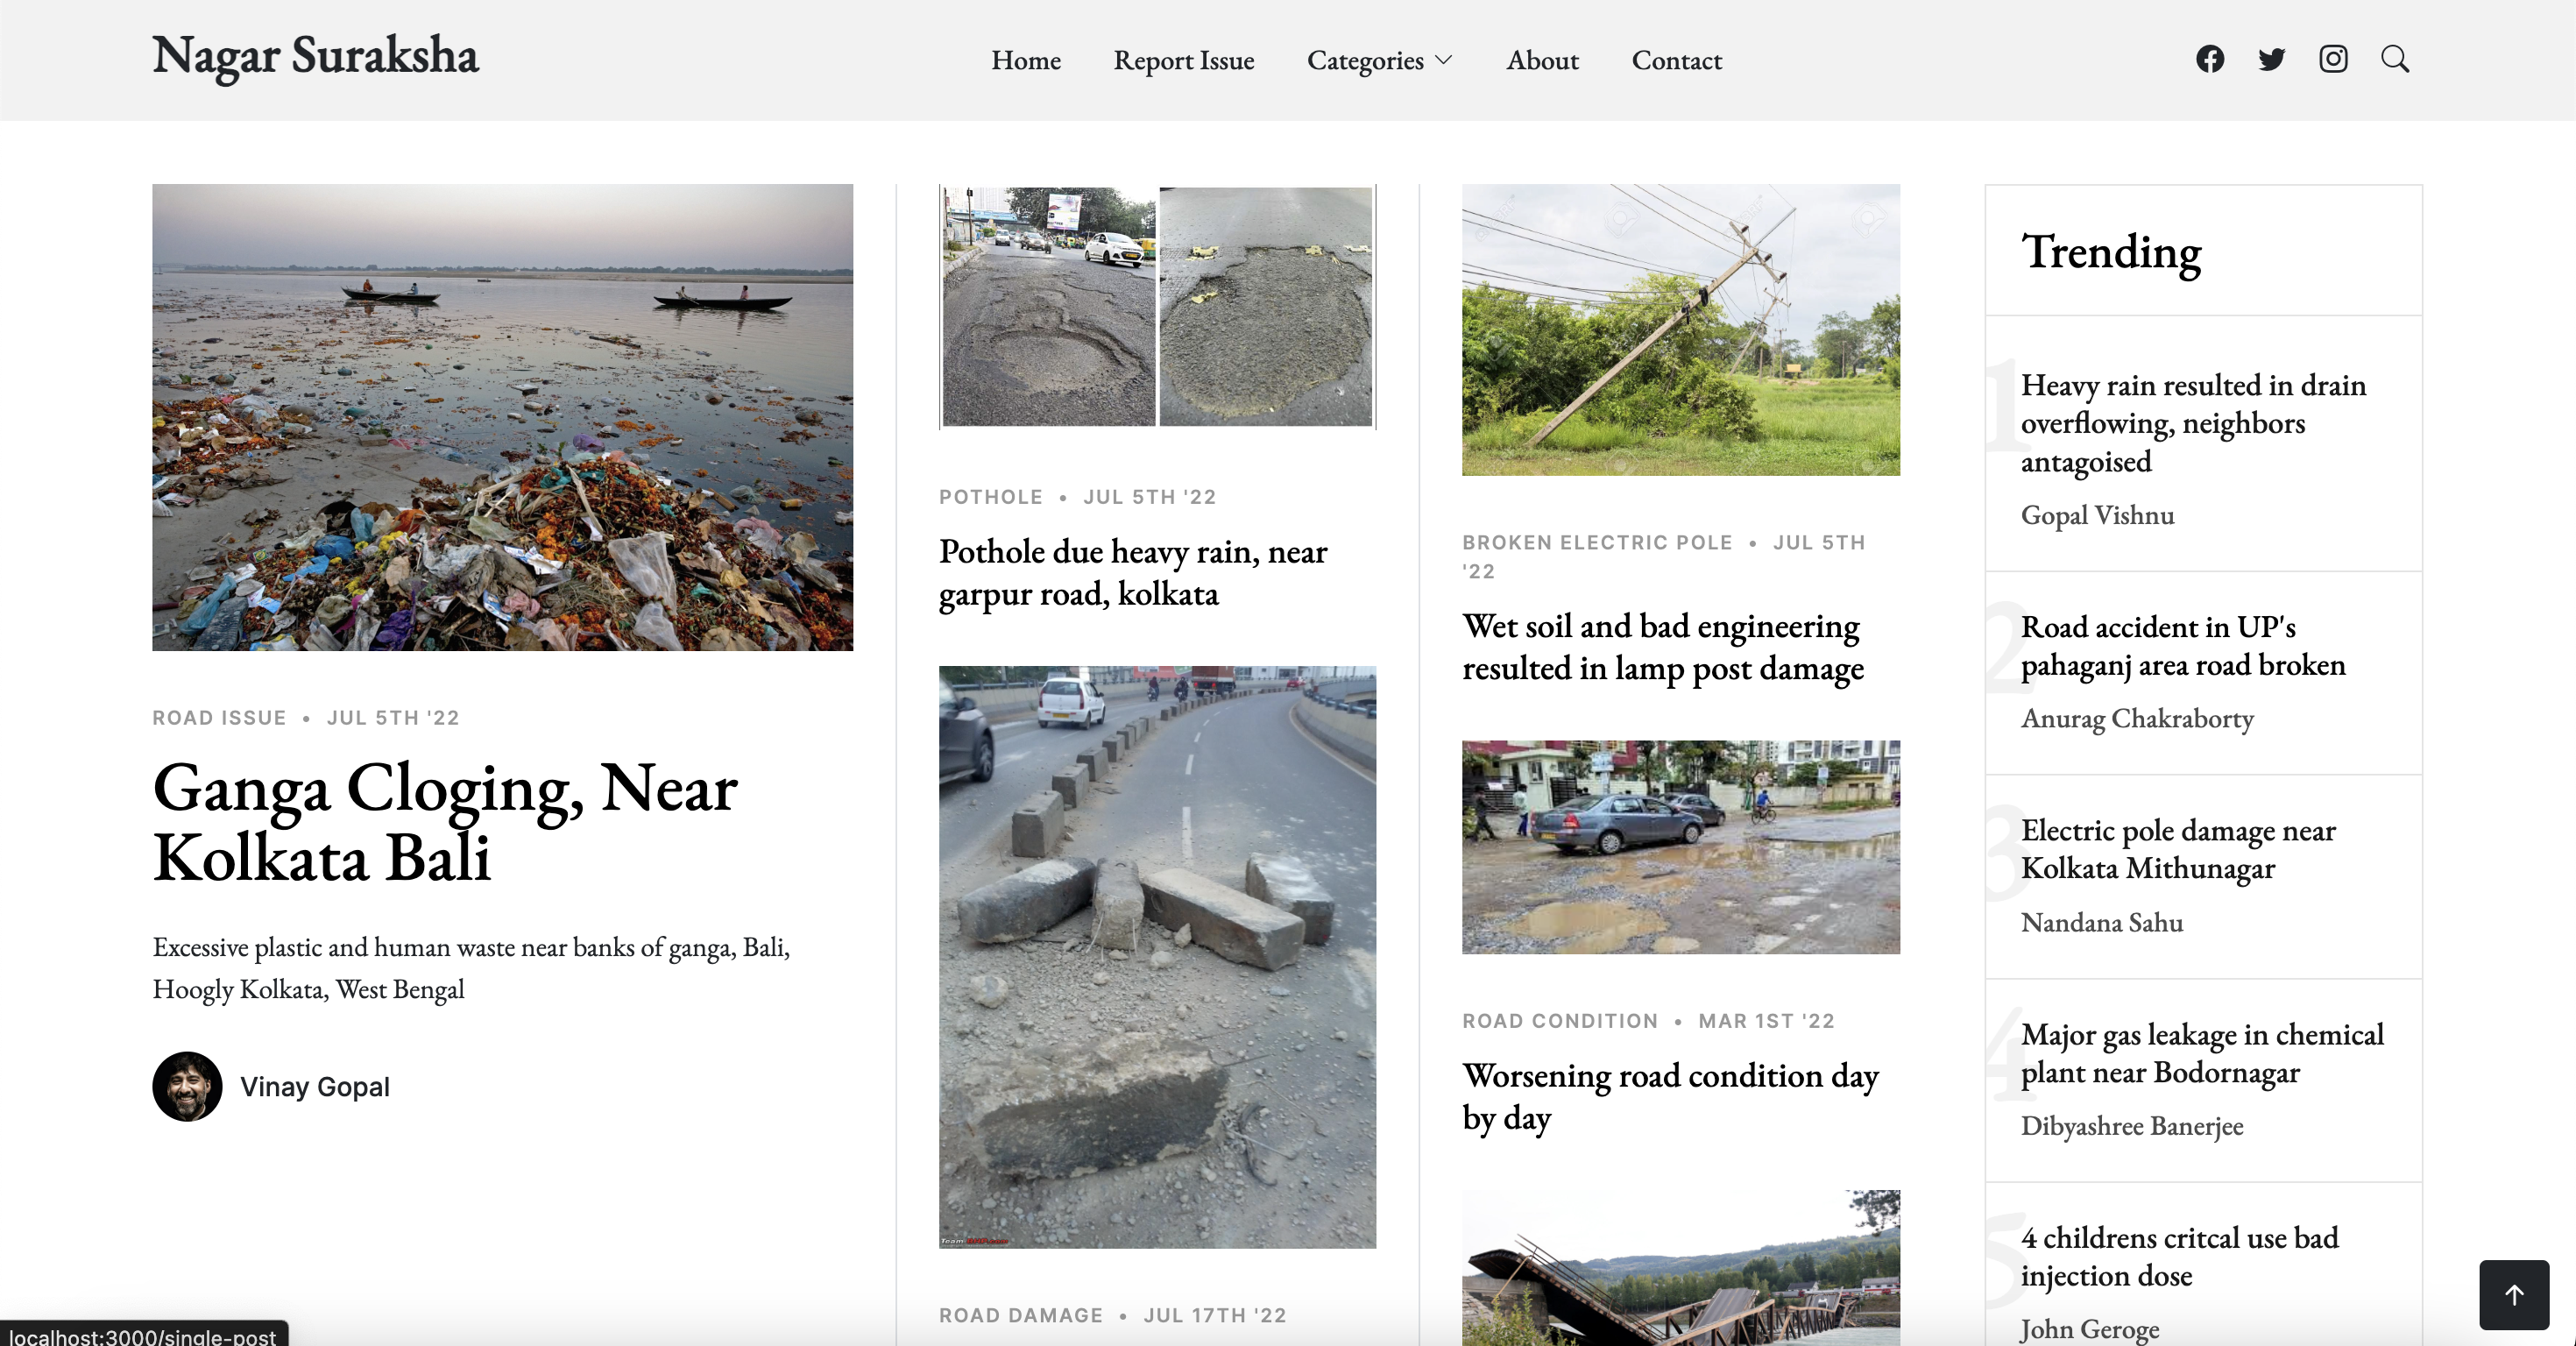 Nagar Suraksha
Home
Report Issue
Categories
About
Contact
ROAD ISSUE • JUL 5TH '22
Ganga Cloging, Near
Kolkata Bali
Excessive plastic and human waste near banks of ganga, Bali,
Hoogly Kolkata, West Bengal
Vinay Gopal
POTHOLE • JUL 5TH '22
Pothole due heavy rain, near
garpur road, kolkata
ROAD DAMAGE • JUL 17TH '22
BROKEN ELECTRIC POLE • JUL 5TH
'22
Wet soil and bad engineering
resulted in lamp post damage
ROAD CONDITION • MAR 1ST '22
Worsening road condition day
by day
Trending
1
Heavy rain resulted in drain
overflowing, neighbors
antagoised
Gopal Vishnu
2
Road accident in UP's
pahaganj area road broken
Anurag Chakraborty
3
Electric pole damage near
Kolkata Mithunagar
Nandana Sahu
4
Major gas leakage in chemical
plant near Bodornagar
Dibyashree Banerjee
5
4 childrens critcal use bad
injection dose
John Geroge
localhost:3000/single-post